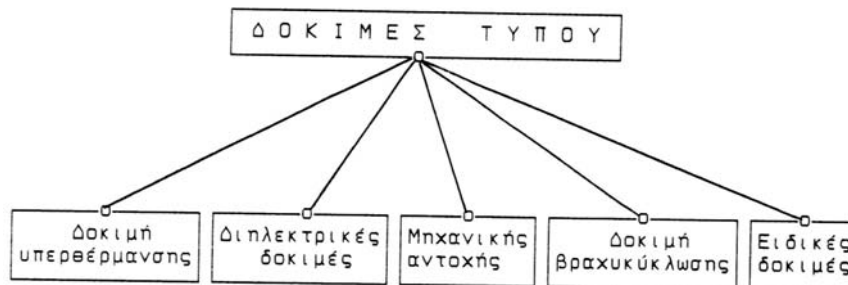 ΔΟΚΙΜΕΣ ΤΥΠΟΥ
Δοκιμή
υπερθέρμανσης
Διηλεκτρικές
δοκιμές
Μηχανικής
αντοχής
Δοκιμή
βραχυκύκλωσης
Ειδικές
δοκιμές